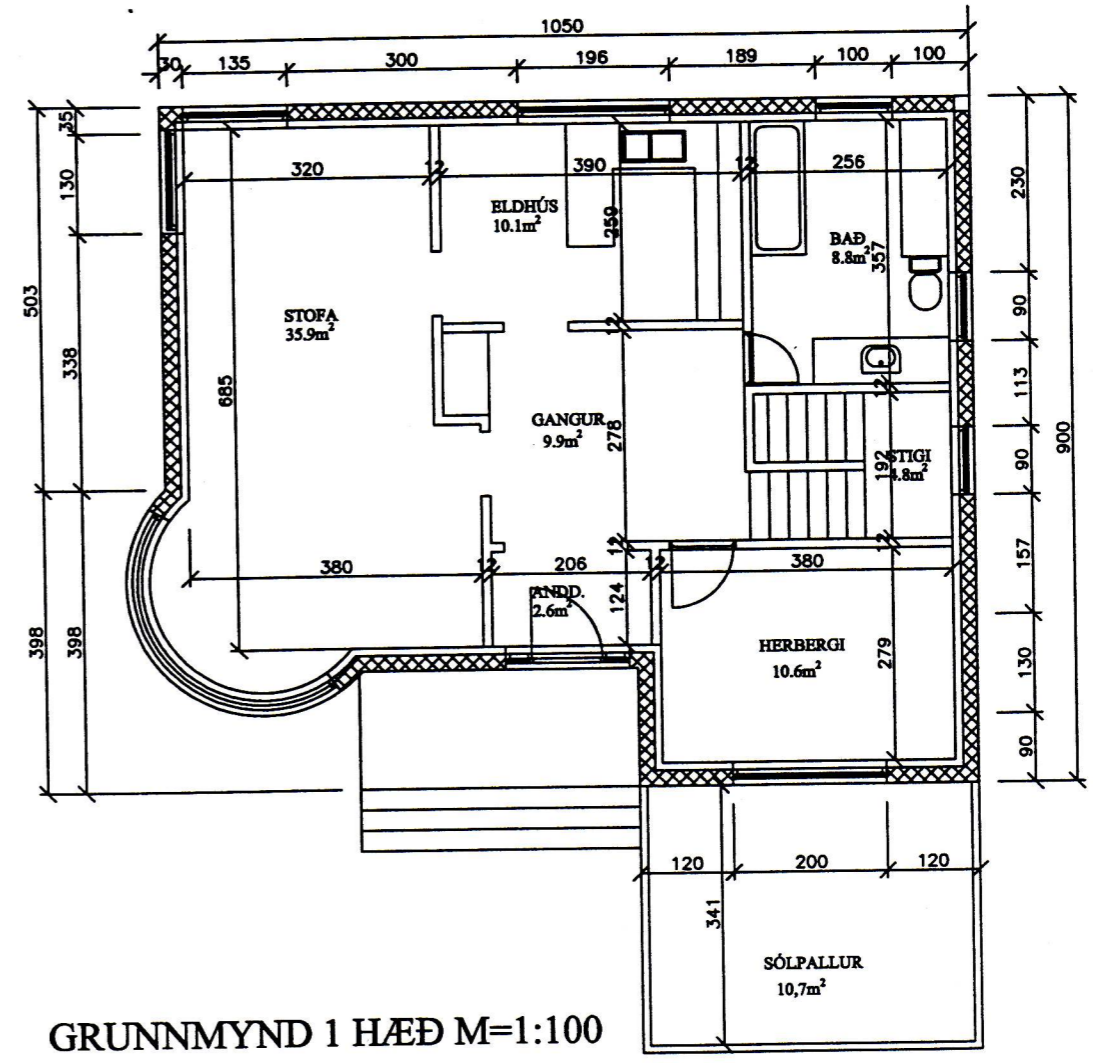 1050
30 135 300 196 189 100 100
35
130
503
338
398
398
320 12 390 12 256
ELDHÚS
10.1m²
259
BAÐ
8.8m²
357
230
90
113
90
157
130
90
900
STOFA
35.9m²
685
12
GANGUR
9.9m²
278
12
STIGI
4.8m²
192
12
12
380 12 206 12 380
ANDD.
2.6m²
124
HERBERGI
10.6m²
279
120 200 120
341
SÓLPALLUR
10,7m²
GRUNNMYND 1 HÆÐ M=1:100